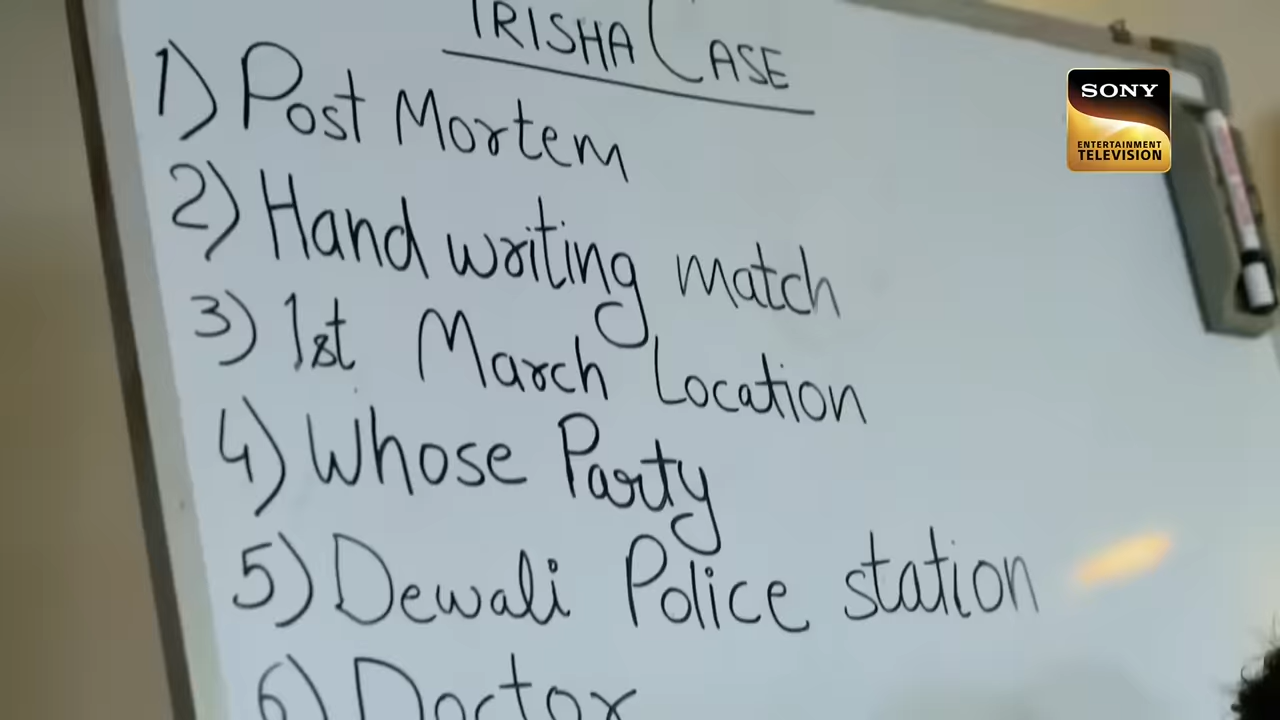 TRISHA CASE
1) Post Mortem
2) Hand writing match
3) 1st March Location
4) Whose Party
5) Dewali Police station
6) Doctor
SONY
ENTERTAINMENT
TELEVISION